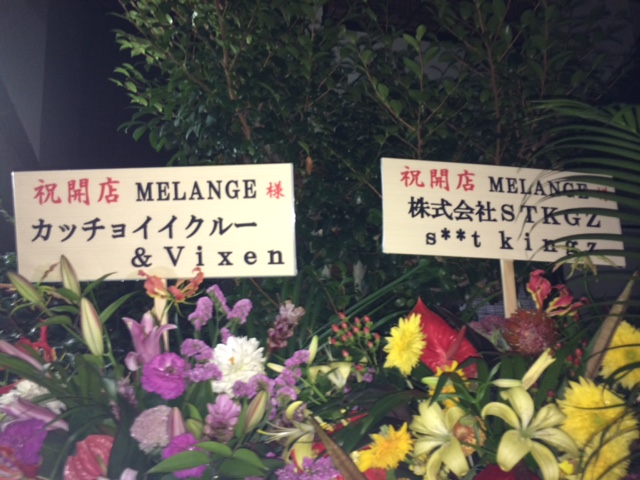 祝開店 MELANGE 様
カッチョイイクルー
& Vixen
祝開店 MELANGE 様
株式会社STKGZ
s**t kingz